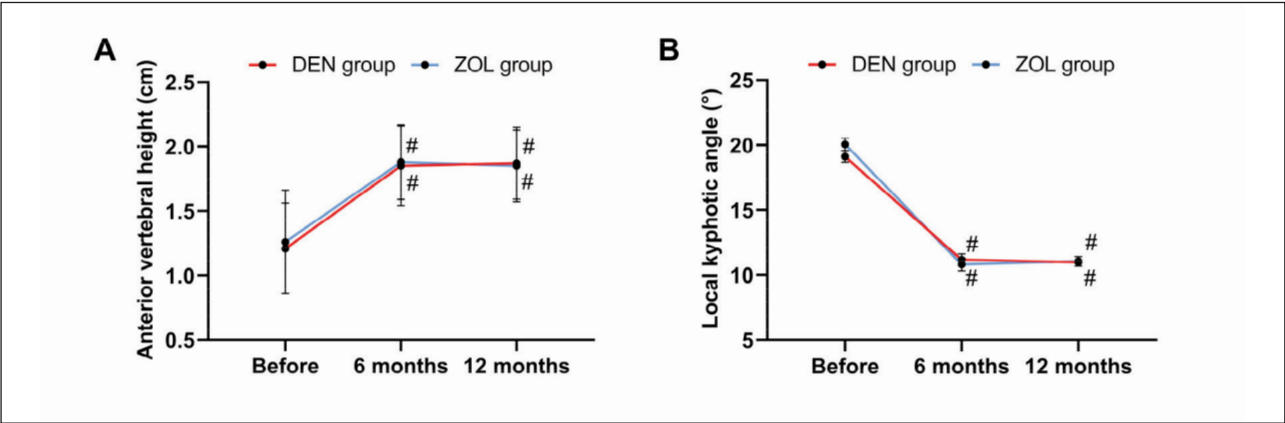 A
DEN group ZOL group
Anterior vertebral height (cm)
2.5
2.0
1.5
1.0
0.5
# #
# #
Before 6 months 12 months
B
DEN group ZOL group
Local kyphotic angle (°)
25
20
15
10
5
# #
# #
Before 6 months 12 months